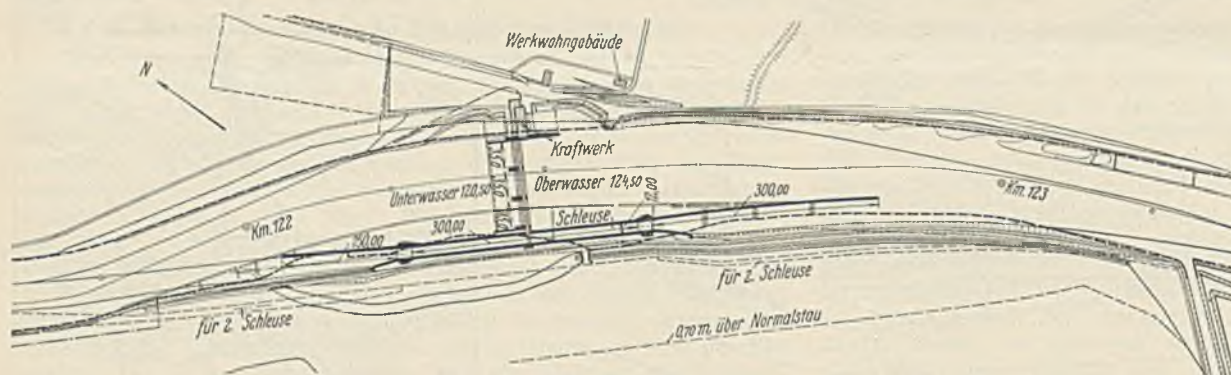 Werkwohngebäude
N
Kraftwerk
Unterwasser 120,50
Oberwasser 124,50
12,00
300,00
Km. 123
Km. 122
Schleuse
300,00
für 2. Schleuse
für 2. Schleuse
0,70 m. über Normalstau